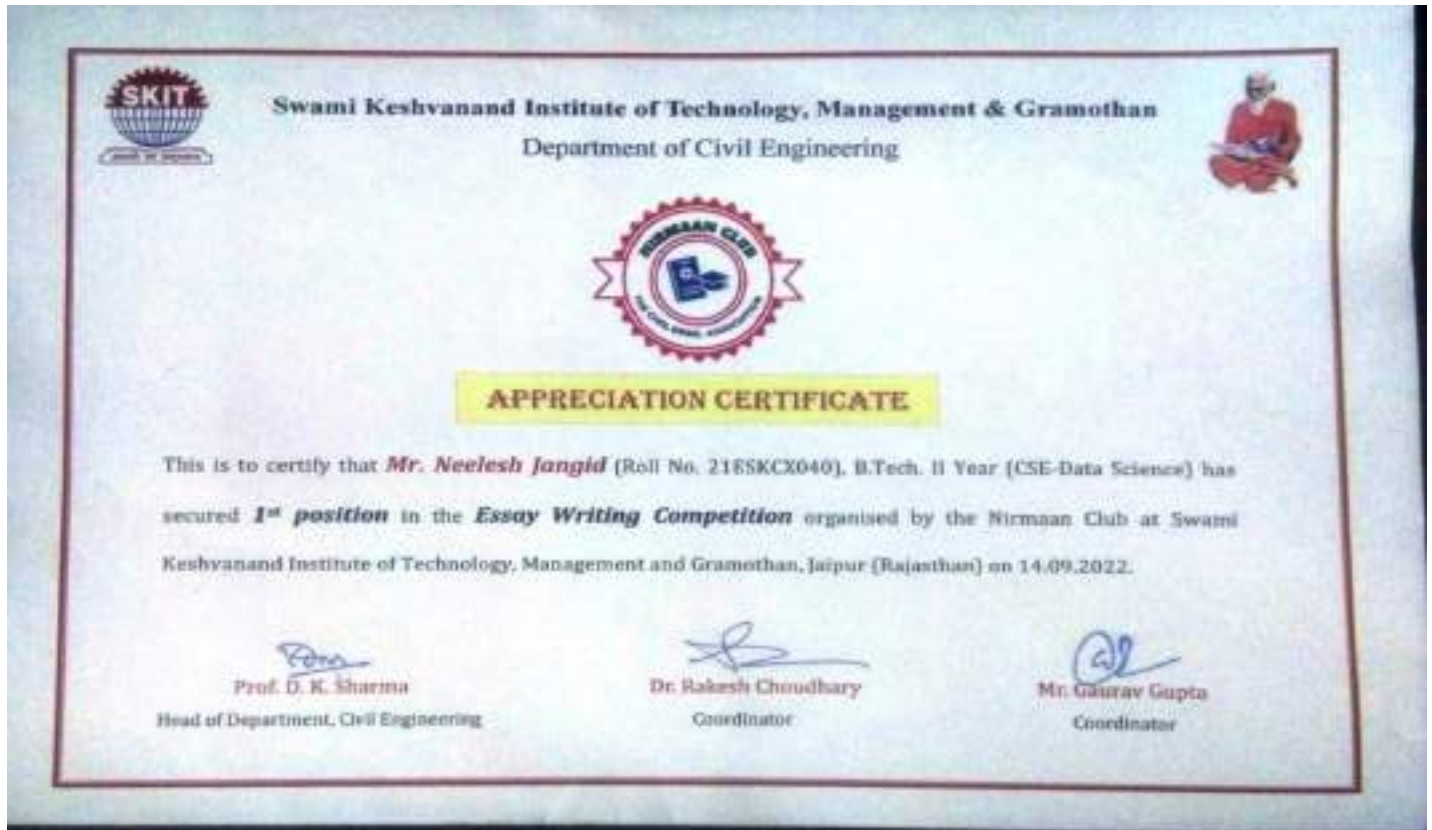 SKIT
Swami Keshvanand Institute of Technology, Management & Gramothan
Department of Civil Engineering
NIRMAAN CLUB
APPRECIATION CERTIFICATE
This is to certify that Mr. Neelesh Jangid (Roll No. 21ESKCX040), B.Tech. II Year (CSE-Data Science) has
secured 1st position in the Essay Writing Competition organised by the Nirmaan Club at Swami
Keshvanand Institute of Technology, Management and Gramothan, Jaipur (Rajasthan) on 14.09.2022.
Prof. D. K. Sharma
Dr. Rakesh Choudhary
Mr. Gaurav Gupta
Head of Department, Civil Engineering
Coordinator
Coordinator